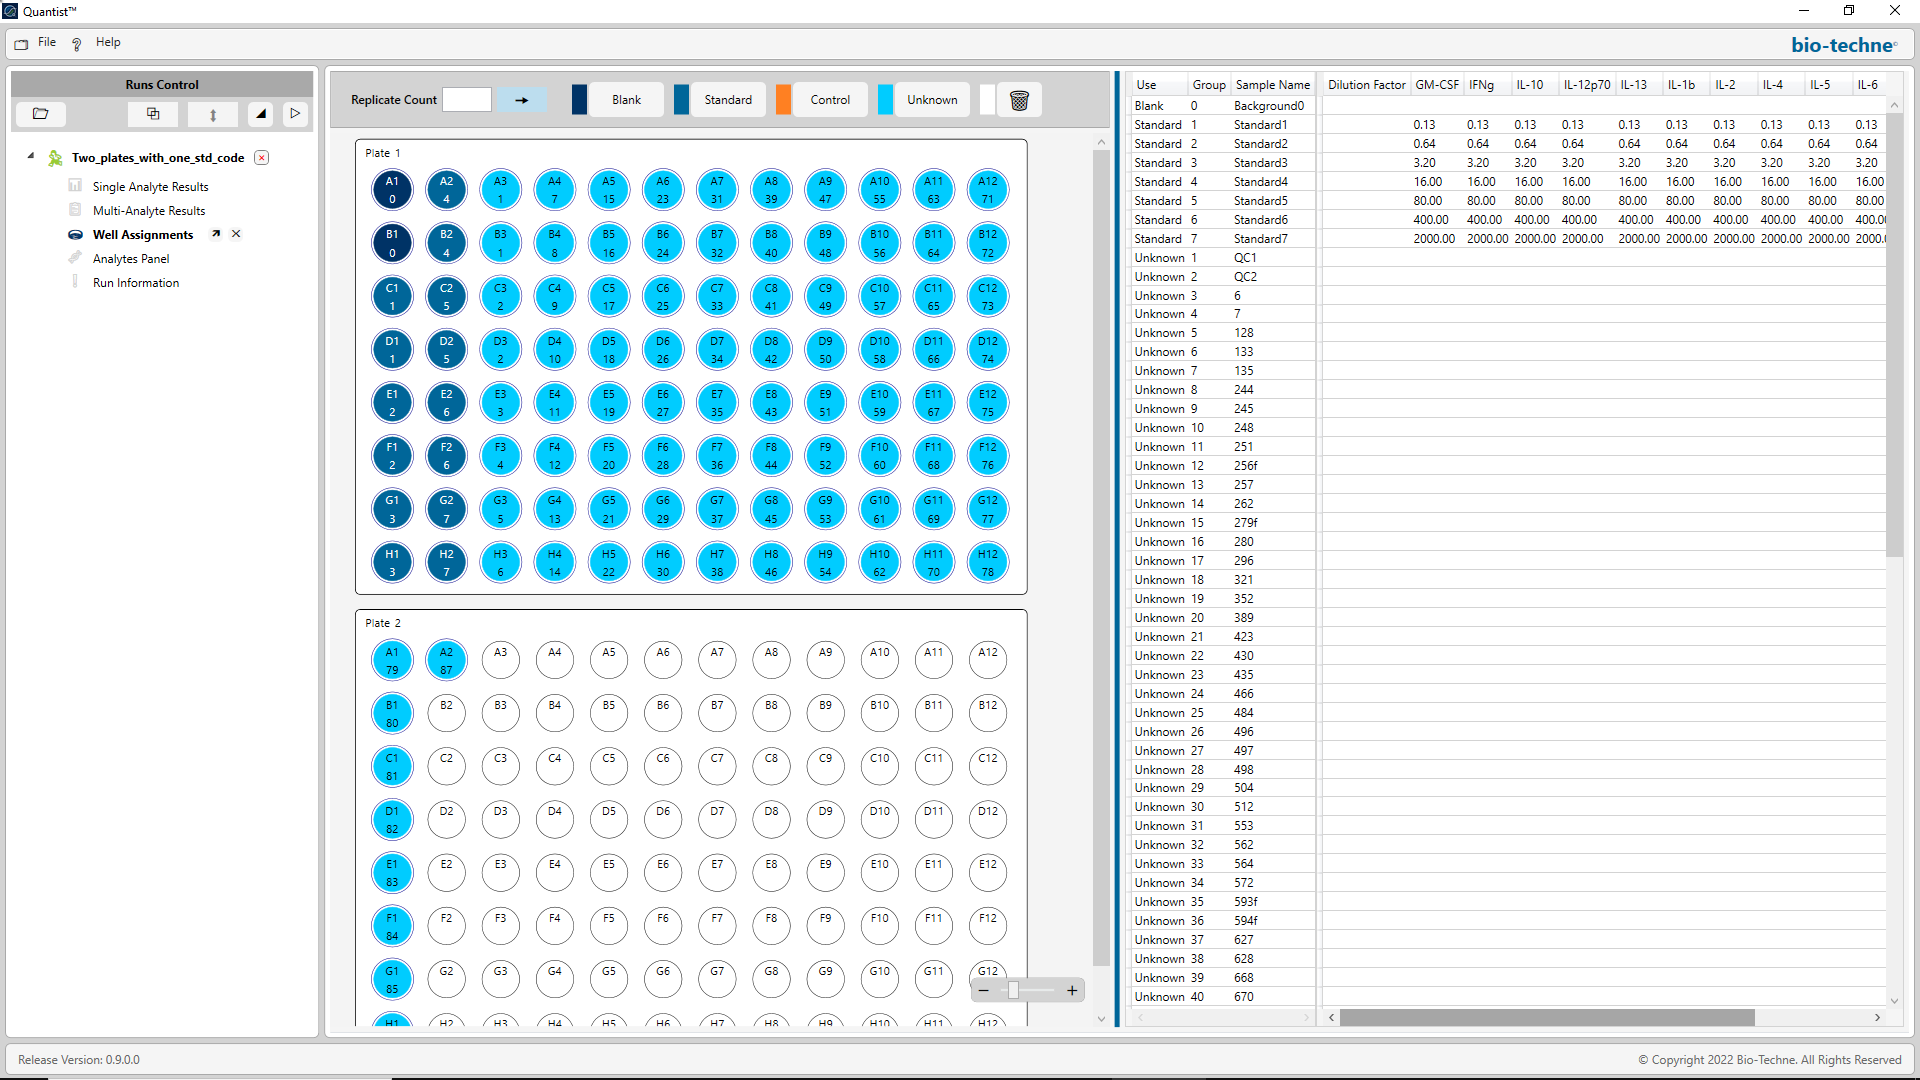 Quantist™
File
Help
bio-techne
Runs Control
Two_plates_with_one_std_code
Single Analyte Results
Multi-Analyte Results
Well Assignments
Analytes Panel
Run Information
Replicate Count
Blank
Standard
Control
Unknown
Plate 1
A1 A2 A3 A4 A5 A6 A7 A8 A9 A10 A11 A12
0 4 1 7 15 23 31 39 47 55 63 71
B1 B2 B3 B4 B5 B6 B7 B8 B9 B10 B11 B12
0 4 1 8 16 24 32 40 48 56 64 72
C1 C2 C3 C4 C5 C6 C7 C8 C9 C10 C11 C12
1 5 2 9 17 25 33 41 49 57 65 73
D1 D2 D3 D4 D5 D6 D7 D8 D9 D10 D11 D12
1 5 2 10 18 26 34 42 50 58 66 74
E1 E2 E3 E4 E5 E6 E7 E8 E9 E10 E11 E12
2 6 3 11 19 27 35 43 51 59 67 75
F1 F2 F3 F4 F5 F6 F7 F8 F9 F10 F11 F12
2 6 4 12 20 28 36 44 52 60 68 76
G1 G2 G3 G4 G5 G6 G7 G8 G9 G10 G11 G12
3 7 5 13 21 29 37 45 53 61 69 77
H1 H2 H3 H4 H5 H6 H7 H8 H9 H10 H11 H12
3 7 6 14 22 30 38 46 54 62 70 78
Plate 2
A1 A2 A3 A4 A5 A6 A7 A8 A9 A10 A11 A12
79 87
B1 B2 B3 B4 B5 B6 B7 B8 B9 B10 B11 B12
80
C1 C2 C3 C4 C5 C6 C7 C8 C9 C10 C11 C12
81
D1 D2 D3 D4 D5 D6 D7 D8 D9 D10 D11 D12
82
E1 E2 E3 E4 E5 E6 E7 E8 E9 E10 E11 E12
83
F1 F2 F3 F4 F5 F6 F7 F8 F9 F10 F11 F12
84
G1 G2 G3 G4 G5 G6 G7 G8 G9 G10 G11 G12
85
H1 H2 H3 H4 H5 H6 H7 H8 H9 H10 H11 H12
Use Group Sample Name Dilution Factor GM-CSF IFNg IL-10 IL-12p70 IL-13 IL-1b IL-2 IL-4 IL-5 IL-6
Blank 0 Background0
Standard 1 Standard1 0.13 0.13 0.13 0.13 0.13 0.13 0.13 0.13 0.13 0.13
Standard 2 Standard2 0.64 0.64 0.64 0.64 0.64 0.64 0.64 0.64 0.64 0.64
Standard 3 Standard3 3.20 3.20 3.20 3.20 3.20 3.20 3.20 3.20 3.20 3.20
Standard 4 Standard4 16.00 16.00 16.00 16.00 16.00 16.00 16.00 16.00 16.00 16.00
Standard 5 Standard5 80.00 80.00 80.00 80.00 80.00 80.00 80.00 80.00 80.00 80.00
Standard 6 Standard6 400.00 400.00 400.00 400.00 400.00 400.00 400.00 400.00 400.00 400.0
Standard 7 Standard7 2000.00 2000.00 2000.00 2000.00 2000.00 2000.00 2000.00 2000.00 2000.00 2000.
Unknown 1 QC1
Unknown 2 QC2
Unknown 3 6
Unknown 4 7
Unknown 5 128
Unknown 6 133
Unknown 7 135
Unknown 8 244
Unknown 9 245
Unknown 10 248
Unknown 11 251
Unknown 12 256f
Unknown 13 257
Unknown 14 262
Unknown 15 279f
Unknown 16 280
Unknown 17 296
Unknown 18 321
Unknown 19 352
Unknown 20 389
Unknown 21 423
Unknown 22 430
Unknown 23 435
Unknown 24 466
Unknown 25 484
Unknown 26 496
Unknown 27 497
Unknown 28 498
Unknown 29 504
Unknown 30 512
Unknown 31 553
Unknown 32 562
Unknown 33 564
Unknown 34 572
Unknown 35 593f
Unknown 36 594f
Unknown 37 627
Unknown 38 628
Unknown 39 668
Unknown 40 670
Release Version: 0.9.0.0
© Copyright 2022 Bio-Techne. All Rights Reserved